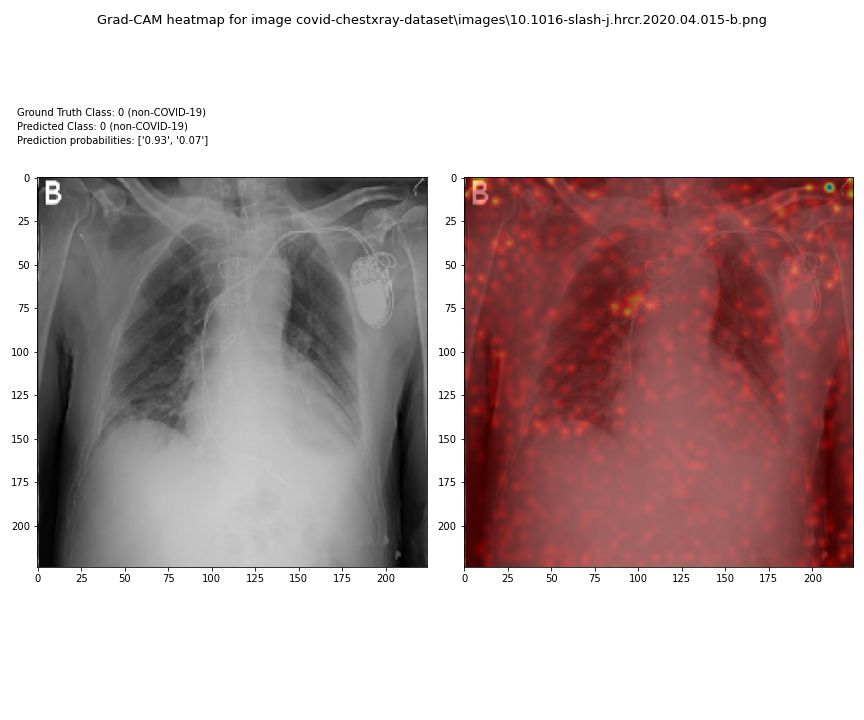 Grad-CAM heatmap for image covid-chestxray-dataset\images\10.1016-slash-j.hrcr.2020.04.015-b.png
Ground Truth Class: 0 (non-COVID-19)
Predicted Class: 0 (non-COVID-19)
Prediction probabilities: ['0.93', '0.07']
B
0
25
50
75
100
125
150
175
200
0 25 50 75 100 125 150 175 200
B
0
25
50
75
100
125
150
175
200
0 25 50 75 100 125 150 175 200